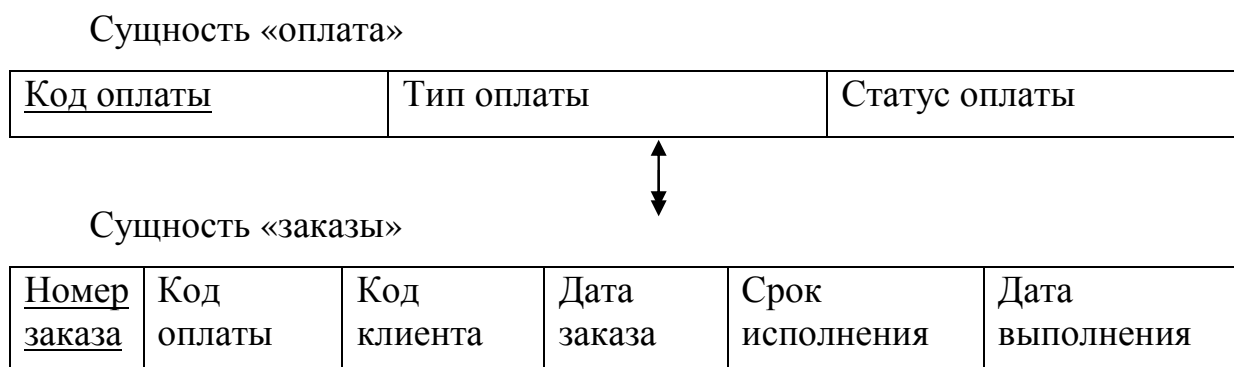 Сущность «оплата»
Код оплаты Тип оплаты Статус оплаты
Сущность «заказы»
Номер Код Код Дата Срок Дата
заказа оплаты клиента заказа исполнения выполнения